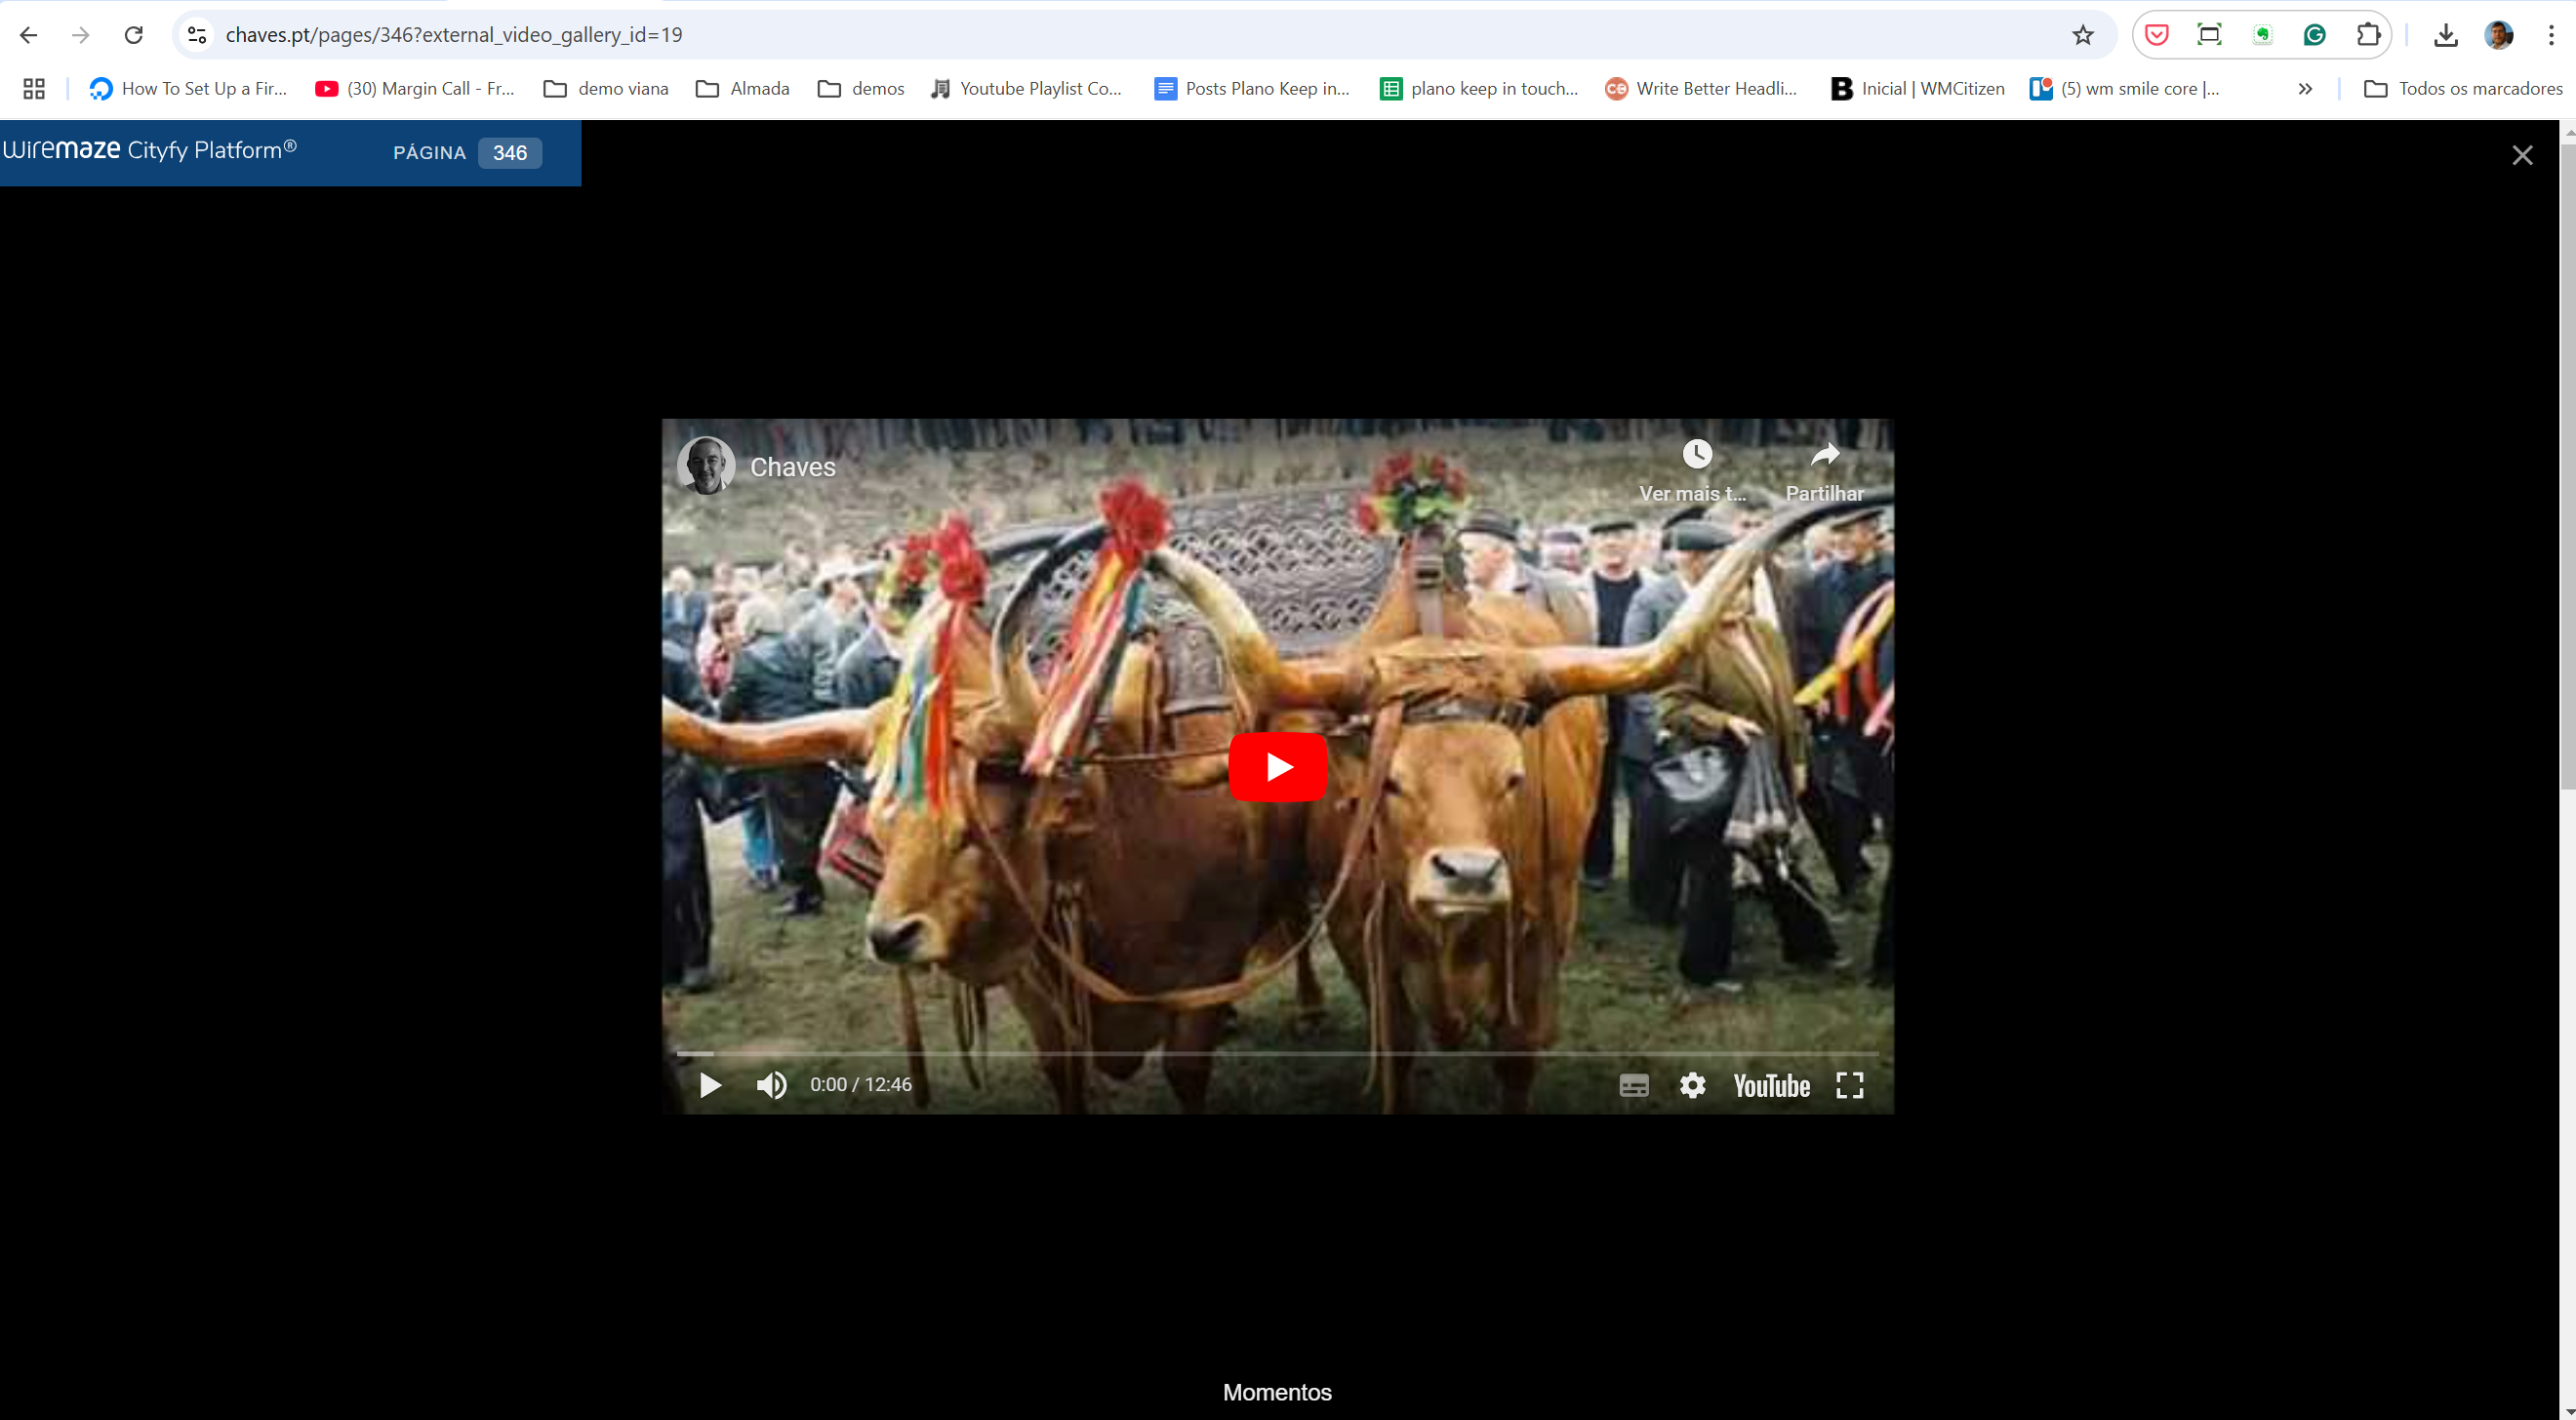 chaves.pt/pages/346?external_video_gallery_id=19
How To Set Up a Fir...
(30) Margin Call - Fr...
demo viana
Almada
demos
Youtube Playlist Co...
Posts Plano Keep in...
plano keep in touch...
Write Better Headli...
B Inicial | WMCitizen
(5) wm smile core |...
»
Todos os marcadores
wiremaze Cityfy Platform®
PÁGINA 346
Chaves
Ver mais t...
Partilhar
0:00 / 12:46
YouTube
Momentos